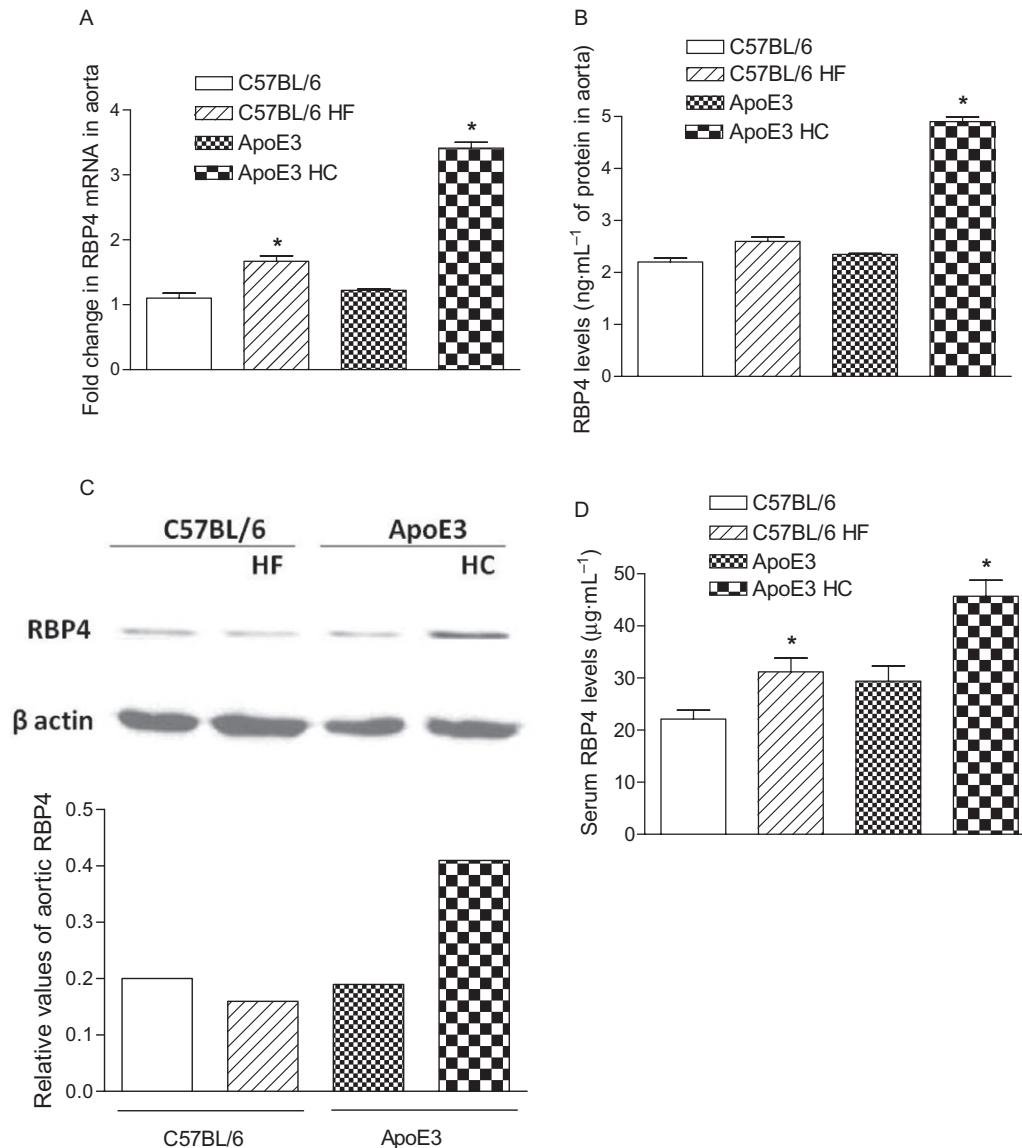 A
C57BL/6
C57BL/6 HF
ApoE3
ApoE3 HC
Fold change in RBP4 mRNA in aorta
6
4
2
1
0
*
*
B
C57BL/6
C57BL/6 HF
ApoE3
ApoE3 HC
RBP4 levels (ng·mL⁻¹ of protein in aorta)
5
4
3
2
1
0
*
C
C57BL/6
ApoE3
HF
HC
RBP4
β actin
Relative values of aortic RBP4
0.5
0.4
0.3
0.2
0.1
0.0
C57BL/6
ApoE3
D
C57BL/6
C57BL/6 HF
ApoE3
ApoE3 HC
Serum RBP4 levels (µg·mL⁻¹)
50
40
30
20
10
0
*
*